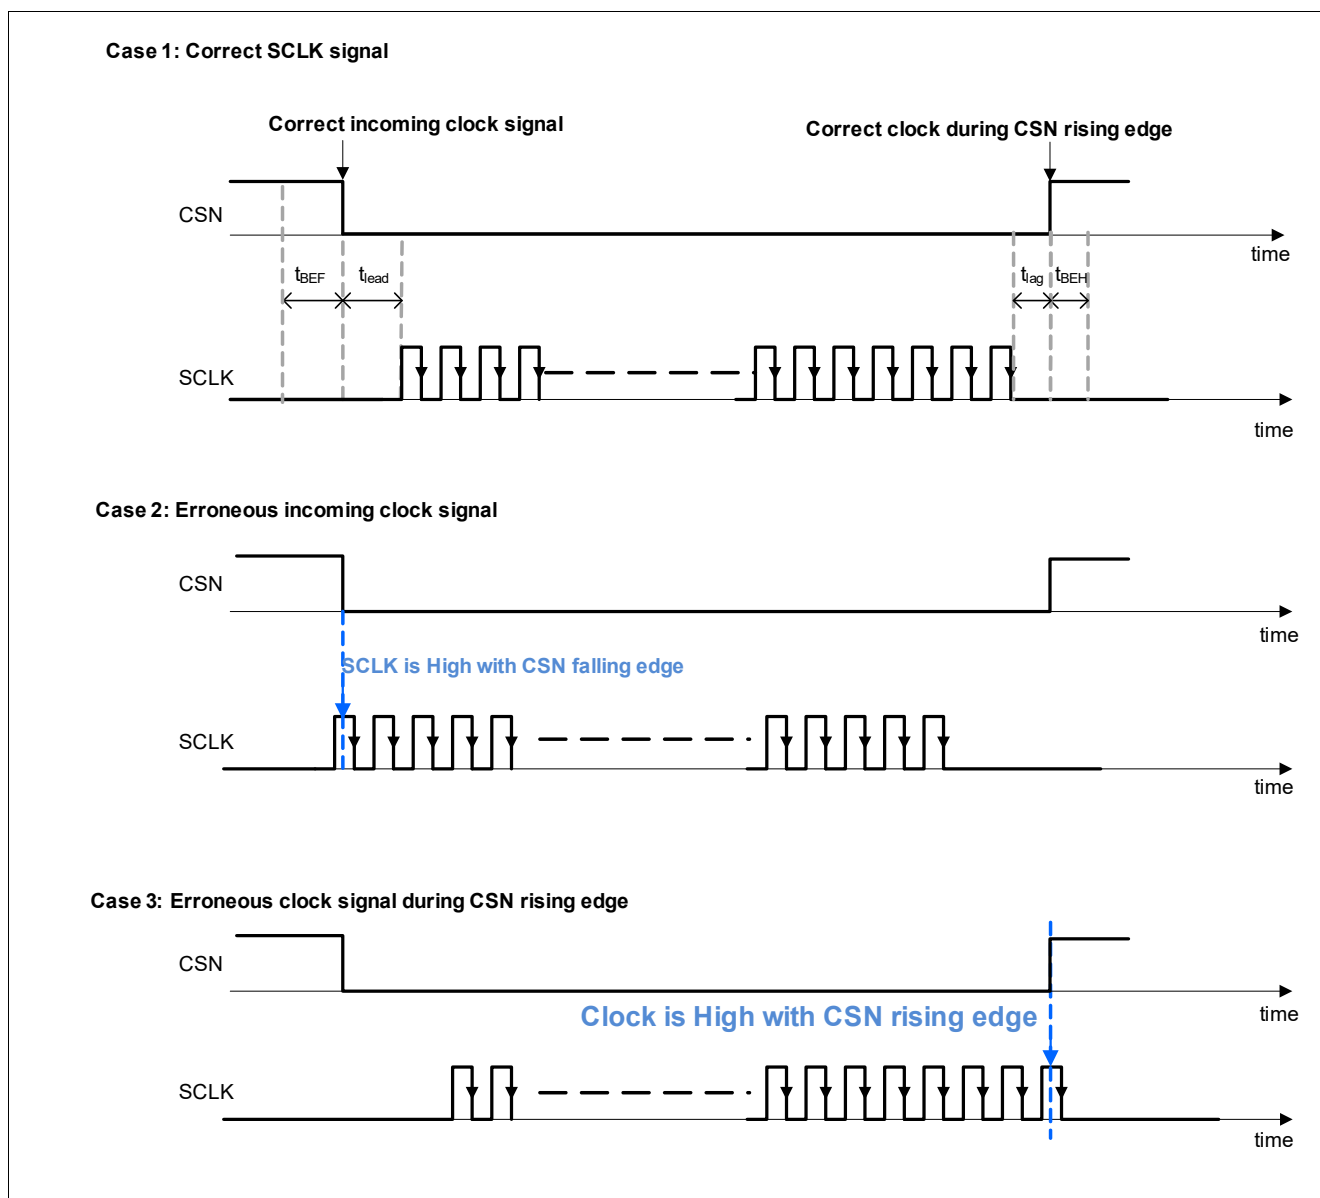 Case 1: Correct SCLK signal
Correct incoming clock signal
Correct clock during CSN rising edge
CSN
time
tBEF
tlead
tlag
tBEH
SCLK
time
Case 2: Erroneous incoming clock signal
CSN
time
SCLK is High with CSN falling edge
SCLK
time
Case 3: Erroneous clock signal during CSN rising edge
CSN
time
Clock is High with CSN rising edge
SCLK
time